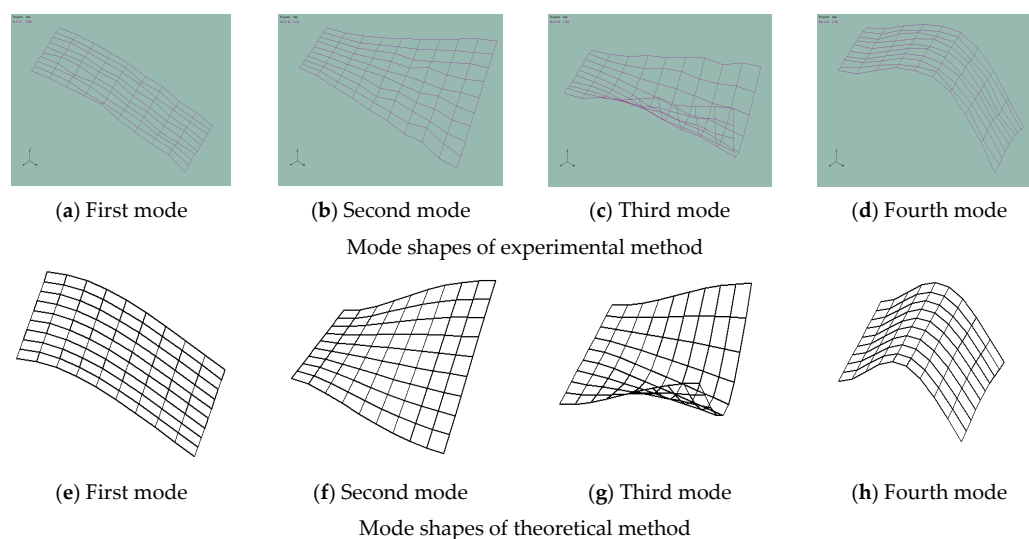 (a) First mode (b) Second mode (c) Third mode (d) Fourth mode
Mode shapes of experimental method
(e) First mode (f) Second mode (g) Third mode (h) Fourth mode
Mode shapes of theoretical method